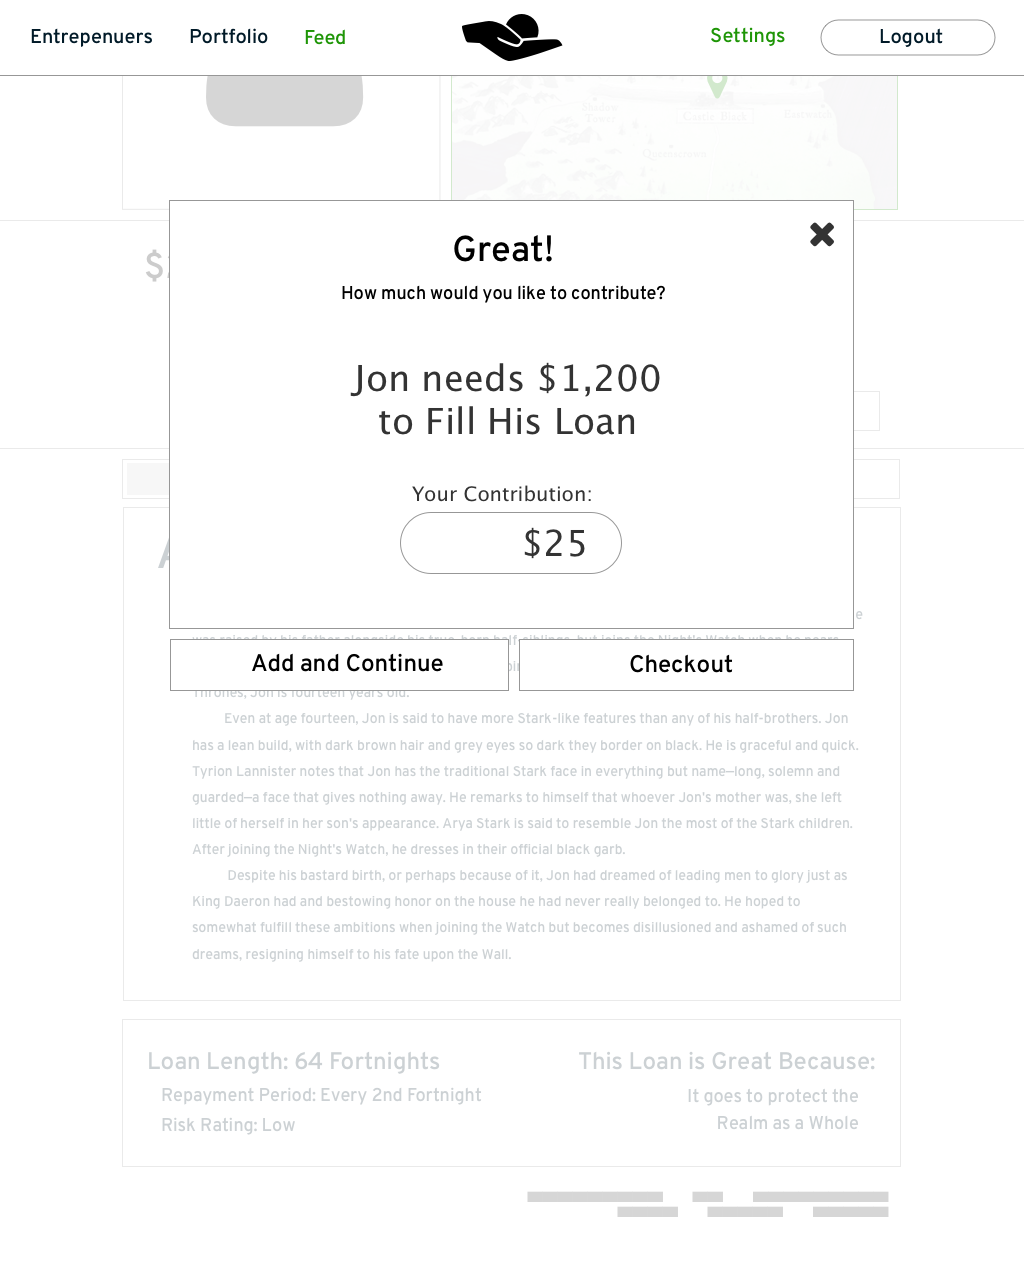 Entrepenuers Portfolio Feed Settings Logout
Castle Black
Queenscrown
Great!
How much would you like to contribute?
Jon needs $1,200
to Fill His Loan
Your Contribution:
$25
Add and Continue Checkout
Thrones, Jon is fourteen years old.
Even at age fourteen, Jon is said to have more Stark-like features than any of his half-brothers. Jon
has a lean build, with dark brown hair and grey eyes so dark they border on black. He is graceful and quick.
Tyrion Lannister notes that Jon has the traditional Stark face in everything but name—long, solemn and
guarded—a face that gives nothing away. He remarks to himself that whoever Jon's mother was, she left
little of herself in her son's appearance. Arya Stark is said to resemble Jon the most of the Stark children.
After joining the Night's Watch, he dresses in their official black garb.
Despite his bastard birth, or perhaps because of it, Jon had dreamed of leading men to glory just as
King Daeron had and bestowing honor on the house he had never really belonged to. He hoped to
somewhat fulfill these ambitions when joining the Watch but becomes disillusioned and ashamed of such
dreams, resigning himself to his fate upon the Wall.
Loan Length: 64 Fortnights This Loan is Great Because:
Repayment Period: Every 2nd Fortnight It goes to protect the
Risk Rating: Low Realm as a Whole